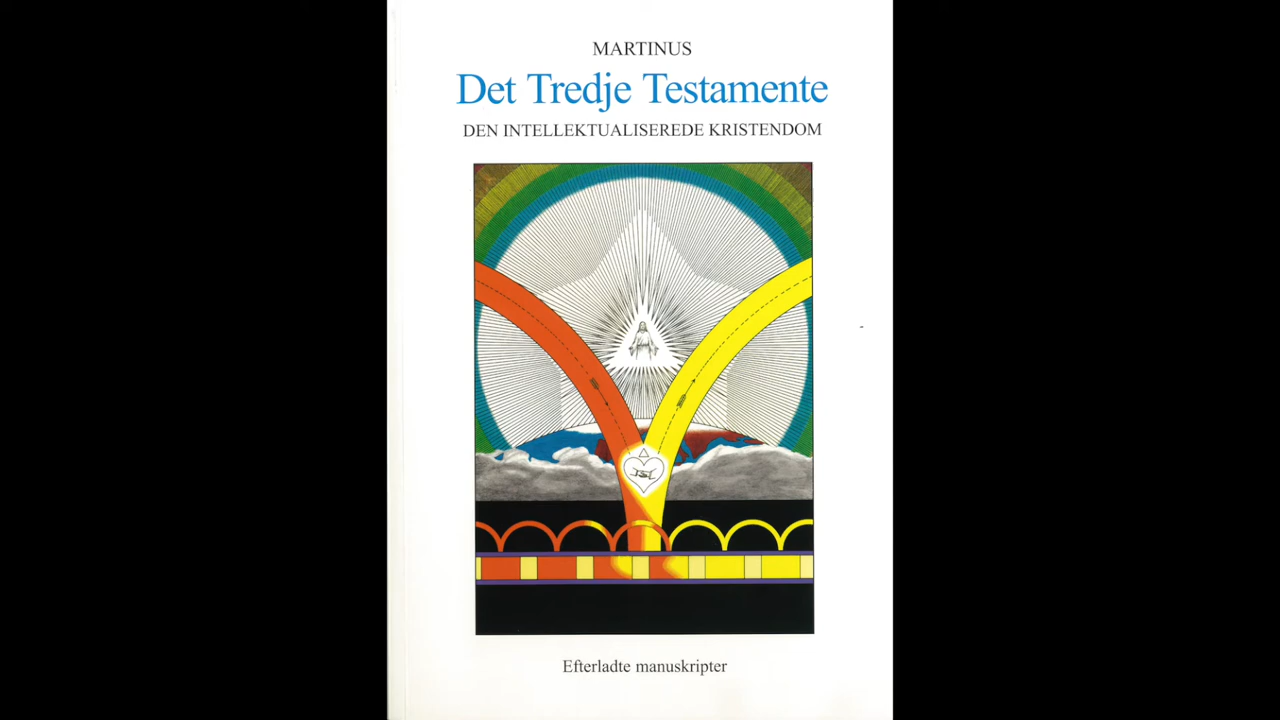 MARTINUS
Det Tredje Testamente
DEN INTELLEKTUALISEREDE KRISTENDOM
Efterladte manuskripter